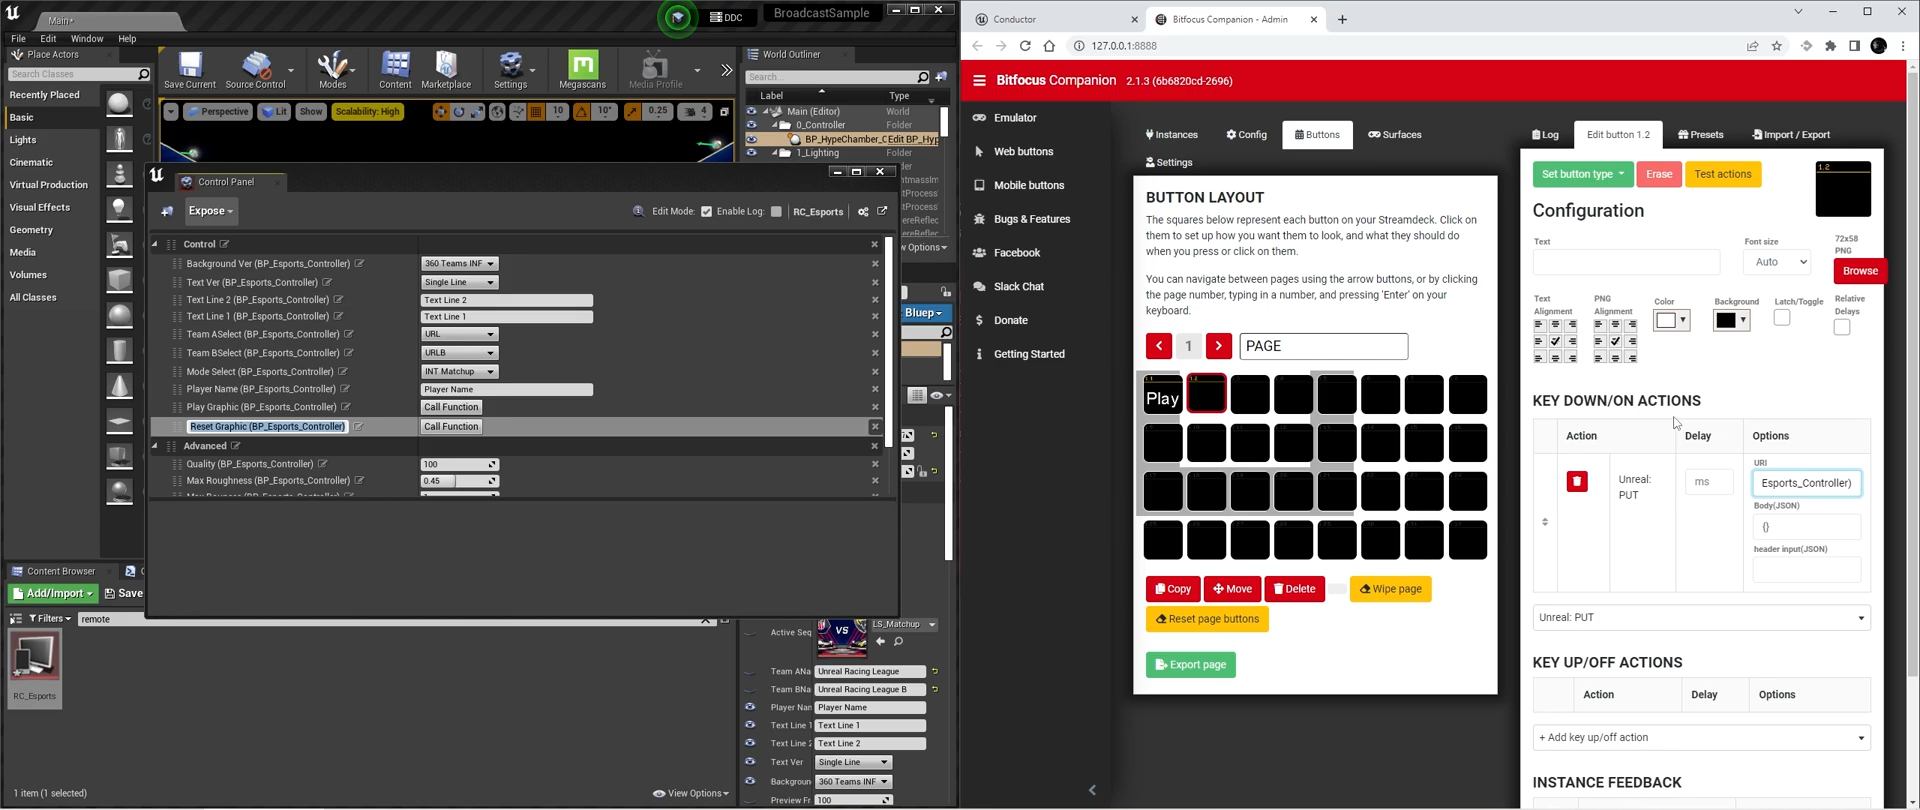 Main*
DDC
BroadcastSample
File Edit Window Help
Place Actors
Search Classes
Recently Placed
Basic
Lights
Cinematic
Virtual Production
Visual Effects
Geometry
Media
Volumes
All Classes
Save Current
Source Control
Modes
Content
Marketplace
Settings
Megascans
Media Profile
Perspective
Lit
Show
Scalability: High
10
10°
0.25
4
World Outliner
Search...
Label
Type
Main (Editor) World
0_Controller Folder
BP_HypeChamber_C Edit BP_Hyp
1_Lighting Folder
Control Panel
Expose
Edit Mode:
Enable Log:
RC_Esports
Control
Background Ver (BP_Esports_Controller) 360 Teams INF
Text Ver (BP_Esports_Controller) Single Line
Text Line 2 (BP_Esports_Controller) Text Line 2
Text Line 1 (BP_Esports_Controller) Text Line 1
Team ASelect (BP_Esports_Controller) URL
Team BSelect (BP_Esports_Controller) URLB
Mode Select (BP_Esports_Controller) INT Matchup
Player Name (BP_Esports_Controller) Player Name
Play Graphic (BP_Esports_Controller) Call Function
Reset Graphic (BP_Esports_Controller) Call Function
Advanced
Quality (BP_Esports_Controller) 100
Max Roughness (BP_Esports_Controller) 0.45
w Options
Bluep
Content Browser
Add/Import
Save
Filters
remote
RC_Esports
1 item (1 selected)
View Options
Active Seq
VS
LS_Matchup
Team ANa Unreal Racing League
Team BNa Unreal Racing League B
Player Nan Player Name
Text Line 1 Text Line 1
Text Line 2 Text Line 2
Text Ver Single Line
Backgroun 360 Teams INF
Preview Fr 100
Conductor
Bitfocus Companion - Admin
127.0.0.1:8888
Bitfocus Companion 2.1.3 (6b6820cd-2696)
Emulator
Web buttons
Mobile buttons
Bugs & Features
Facebook
Slack Chat
Donate
Getting Started
Instances
Config
Buttons
Surfaces
Settings
BUTTON LAYOUT
The squares below represent each button on your Streamdeck. Click on
them to set up how you want them to look, and what they should do
when you press or click on them.
You can navigate between pages using the arrow buttons, or by clicking
the page number, typing in a number, and pressing 'Enter' on your
keyboard.
1
PAGE
Play
Copy
Move
Delete
Wipe page
Reset page buttons
Export page
Log
Edit button 1.2
Presets
Import / Export
Set button type
Erase
Test actions
1.2
Configuration
Text
Font size
72x58
PNG
Auto
Browse
Text
Alignment
PNG
Alignment
Color
Background
Latch/Toggle
Relative
Delays
KEY DOWN/ON ACTIONS
Action Delay Options
Unreal:
PUT
ms
URI
Esports_Controller)
Body(JSON)
{}
header input(JSON)
Unreal: PUT
KEY UP/OFF ACTIONS
Action Delay Options
+ Add key up/off action
INSTANCE FEEDBACK